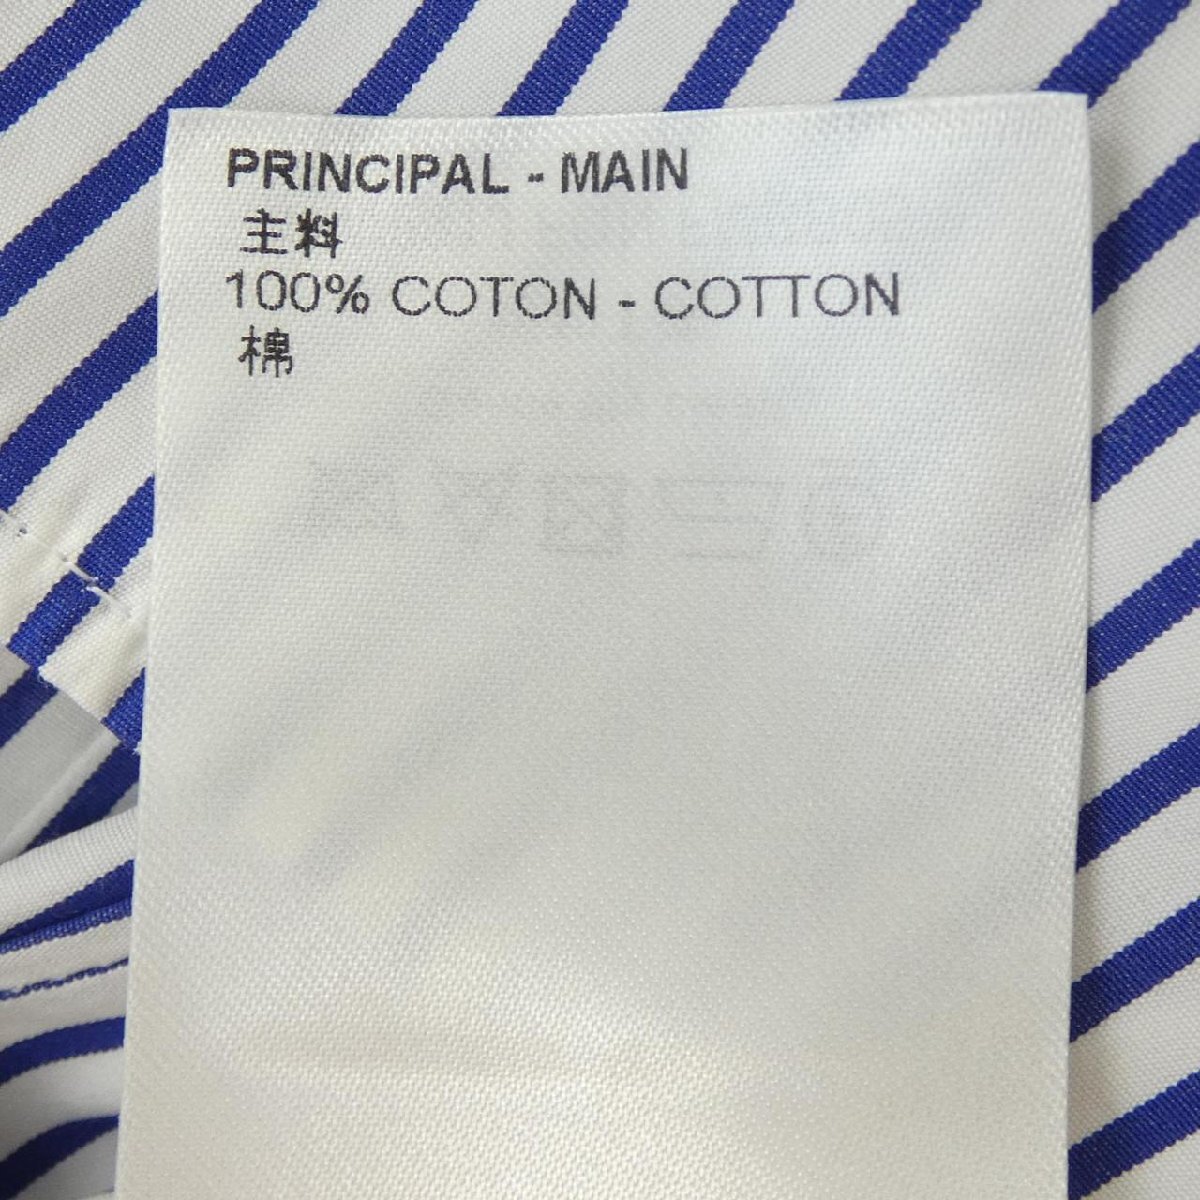 PRINCIPAL - MAIN
主料
100% COTON - COTTON
棉